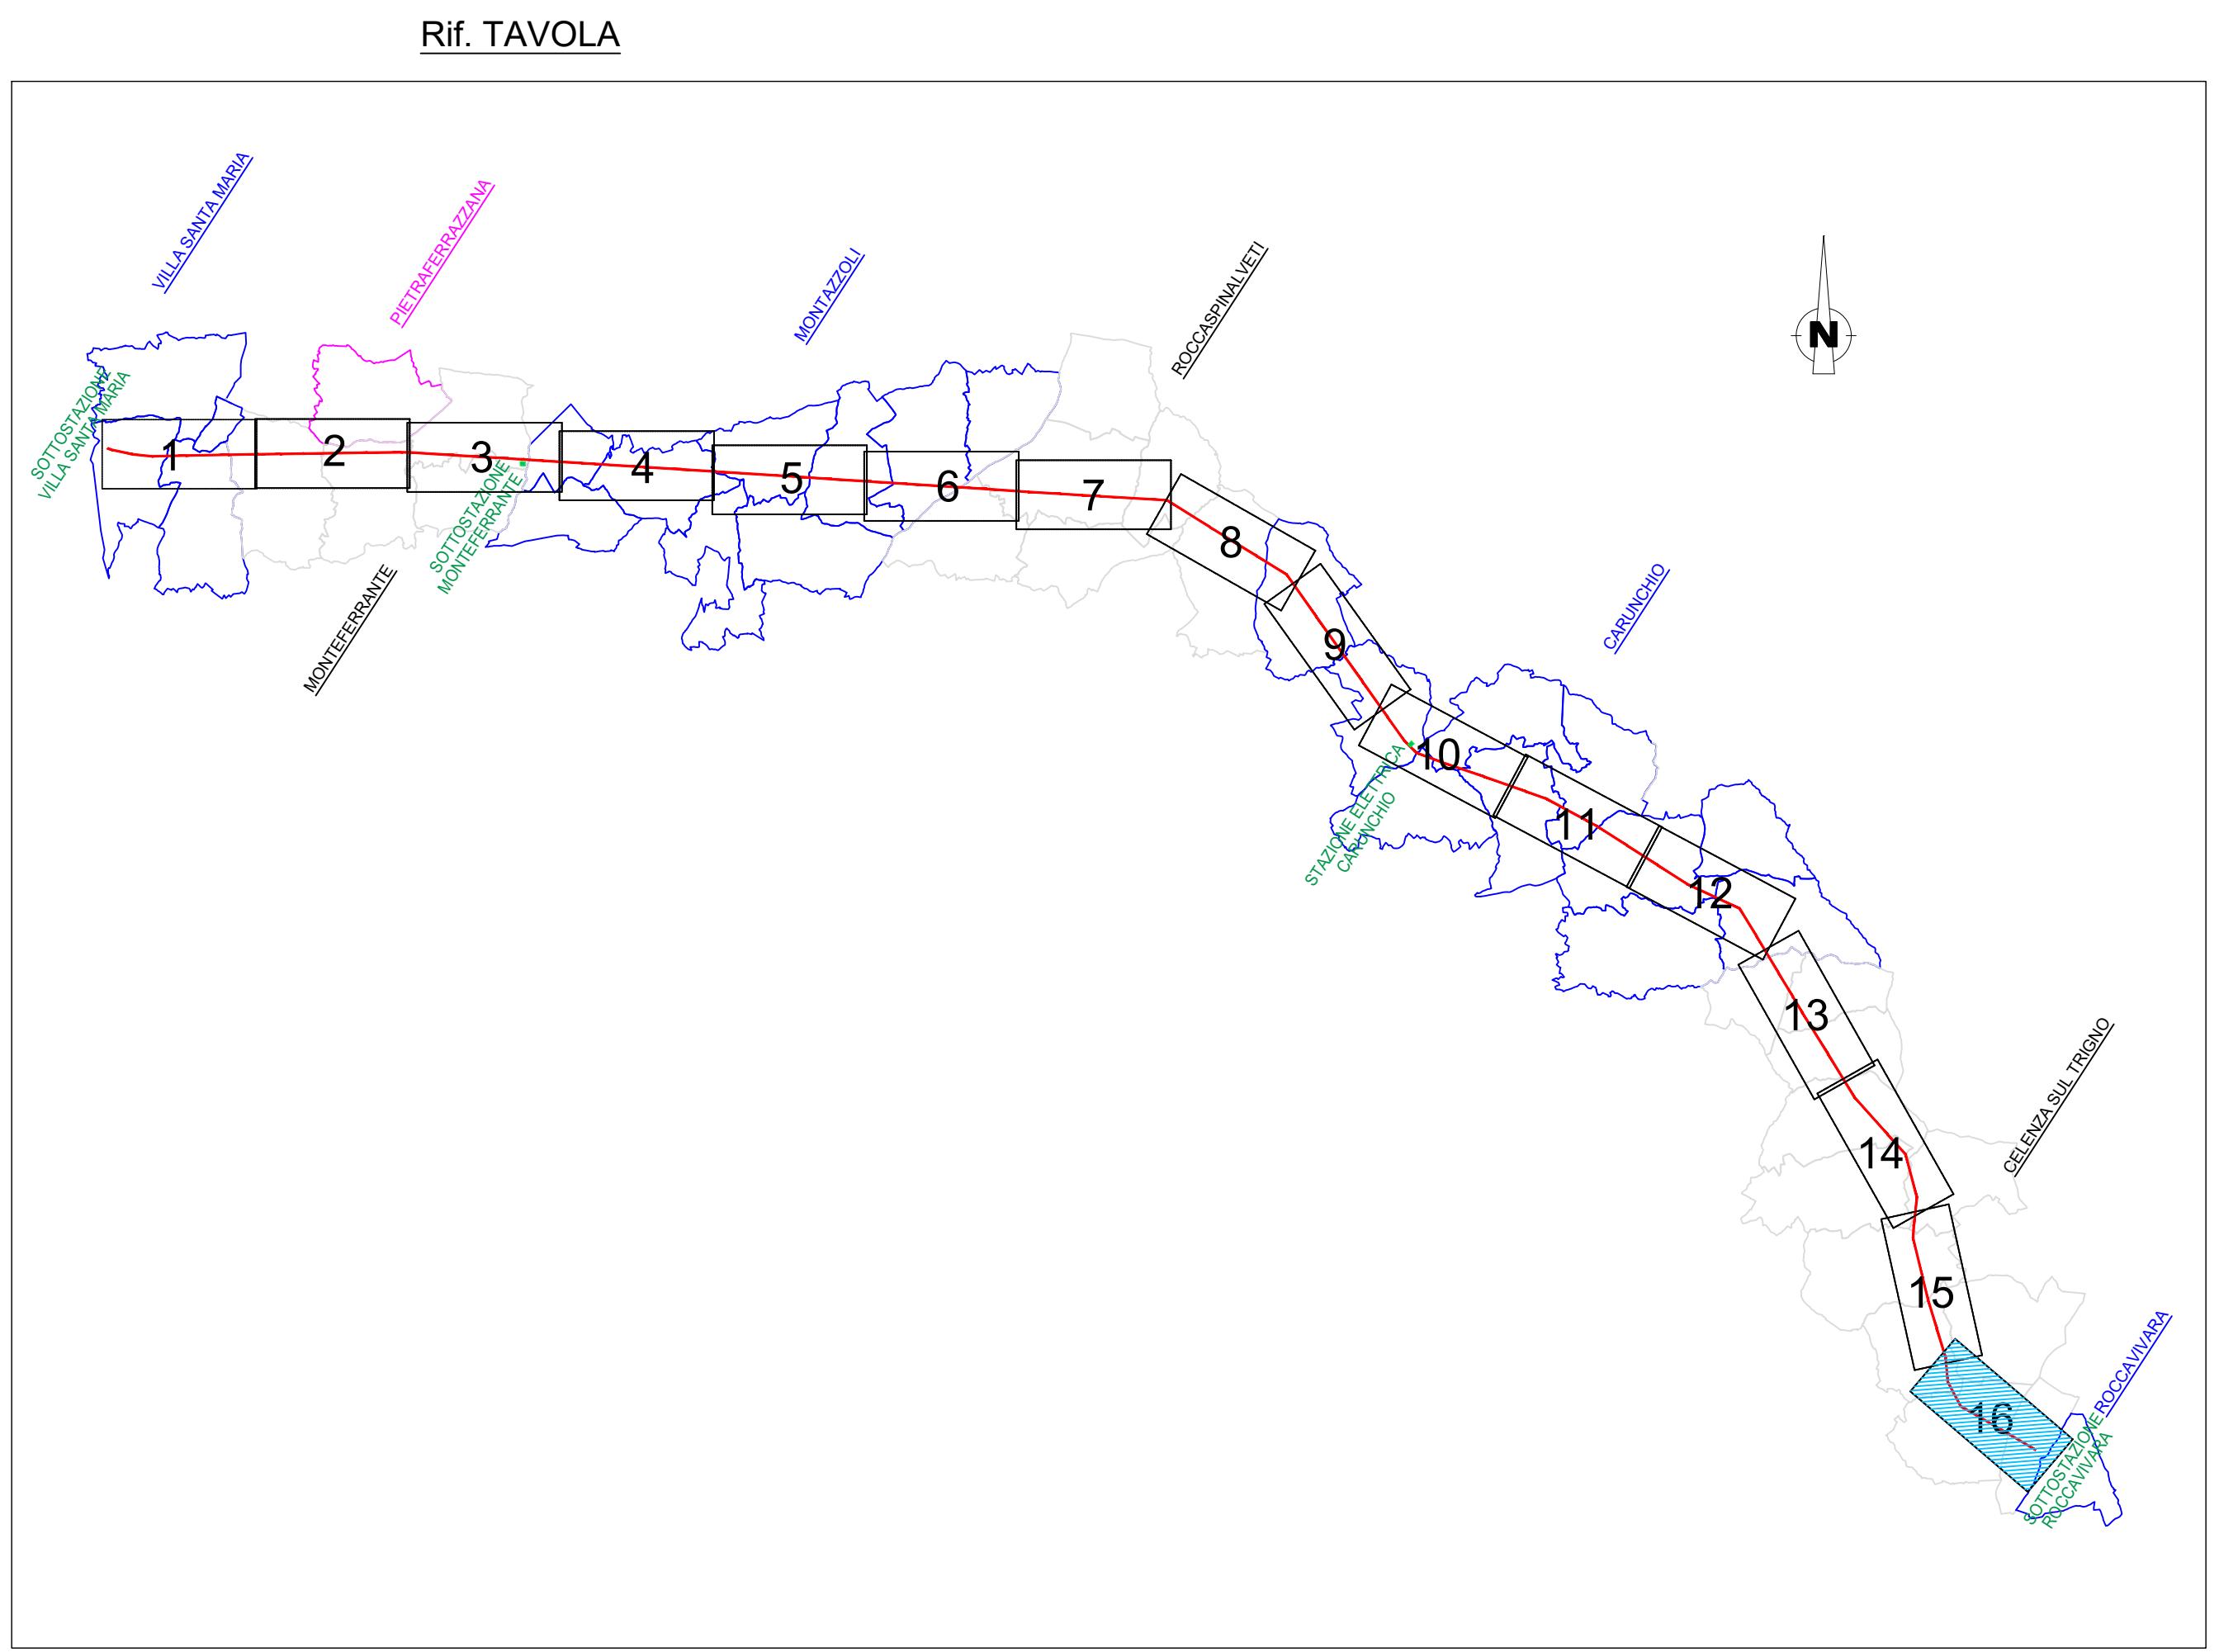 Rif. TAVOLA
VILLA SANTA MARIA
PIETRAFERRAZZANA
MONTAZZOLI
ROCCASPINALVETI
N
SOTTOSTAZIONE
VILLA SANTA MARIA
1
2
3
4
5
6
7
8
SOTTOSTAZIONE
MONTEFERRANTE
MONTEFERRANTE
9
CARUNCHIO
10
STAZIONE ELETTRICA
CARUNCHIO
11
12
13
CELENZA SUL TRIGNO
14
15
ROCCAVIVARA
16
SOTTOSTAZIONE
ROCCAVIVARA